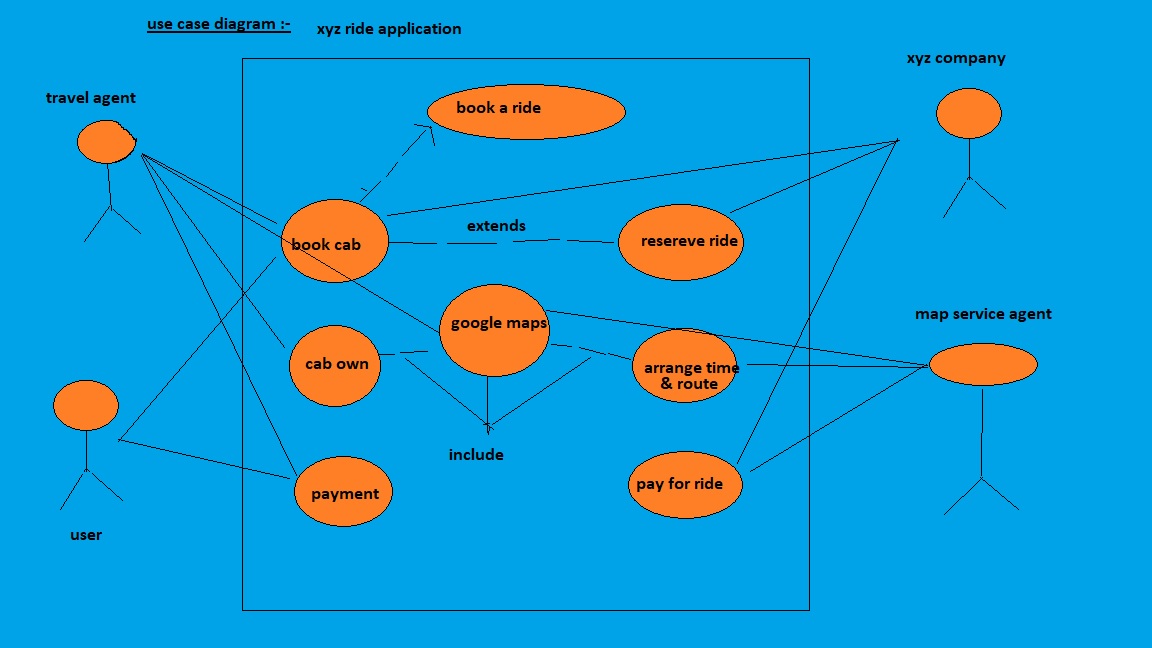 use case diagram :-
xyz ride application
xyz company
travel agent
book a ride
extends
book cab
resereve ride
map service agent
google maps
cab own
arrange time
& route
include
payment
pay for ride
user